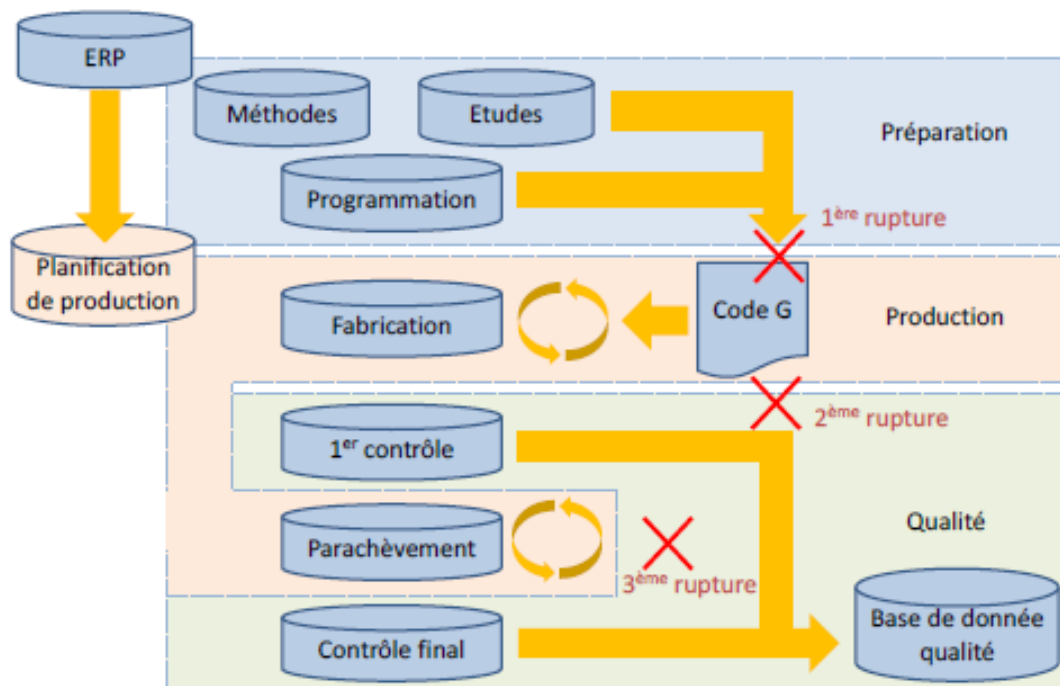 ERP
Méthodes
Etudes
Préparation
Programmation
1ère rupture
Planification
de production
Fabrication
Code G
Production
1er contrôle
2ème rupture
Qualité
Parachèvement
3ème rupture
Contrôle final
Base de donnée
qualité